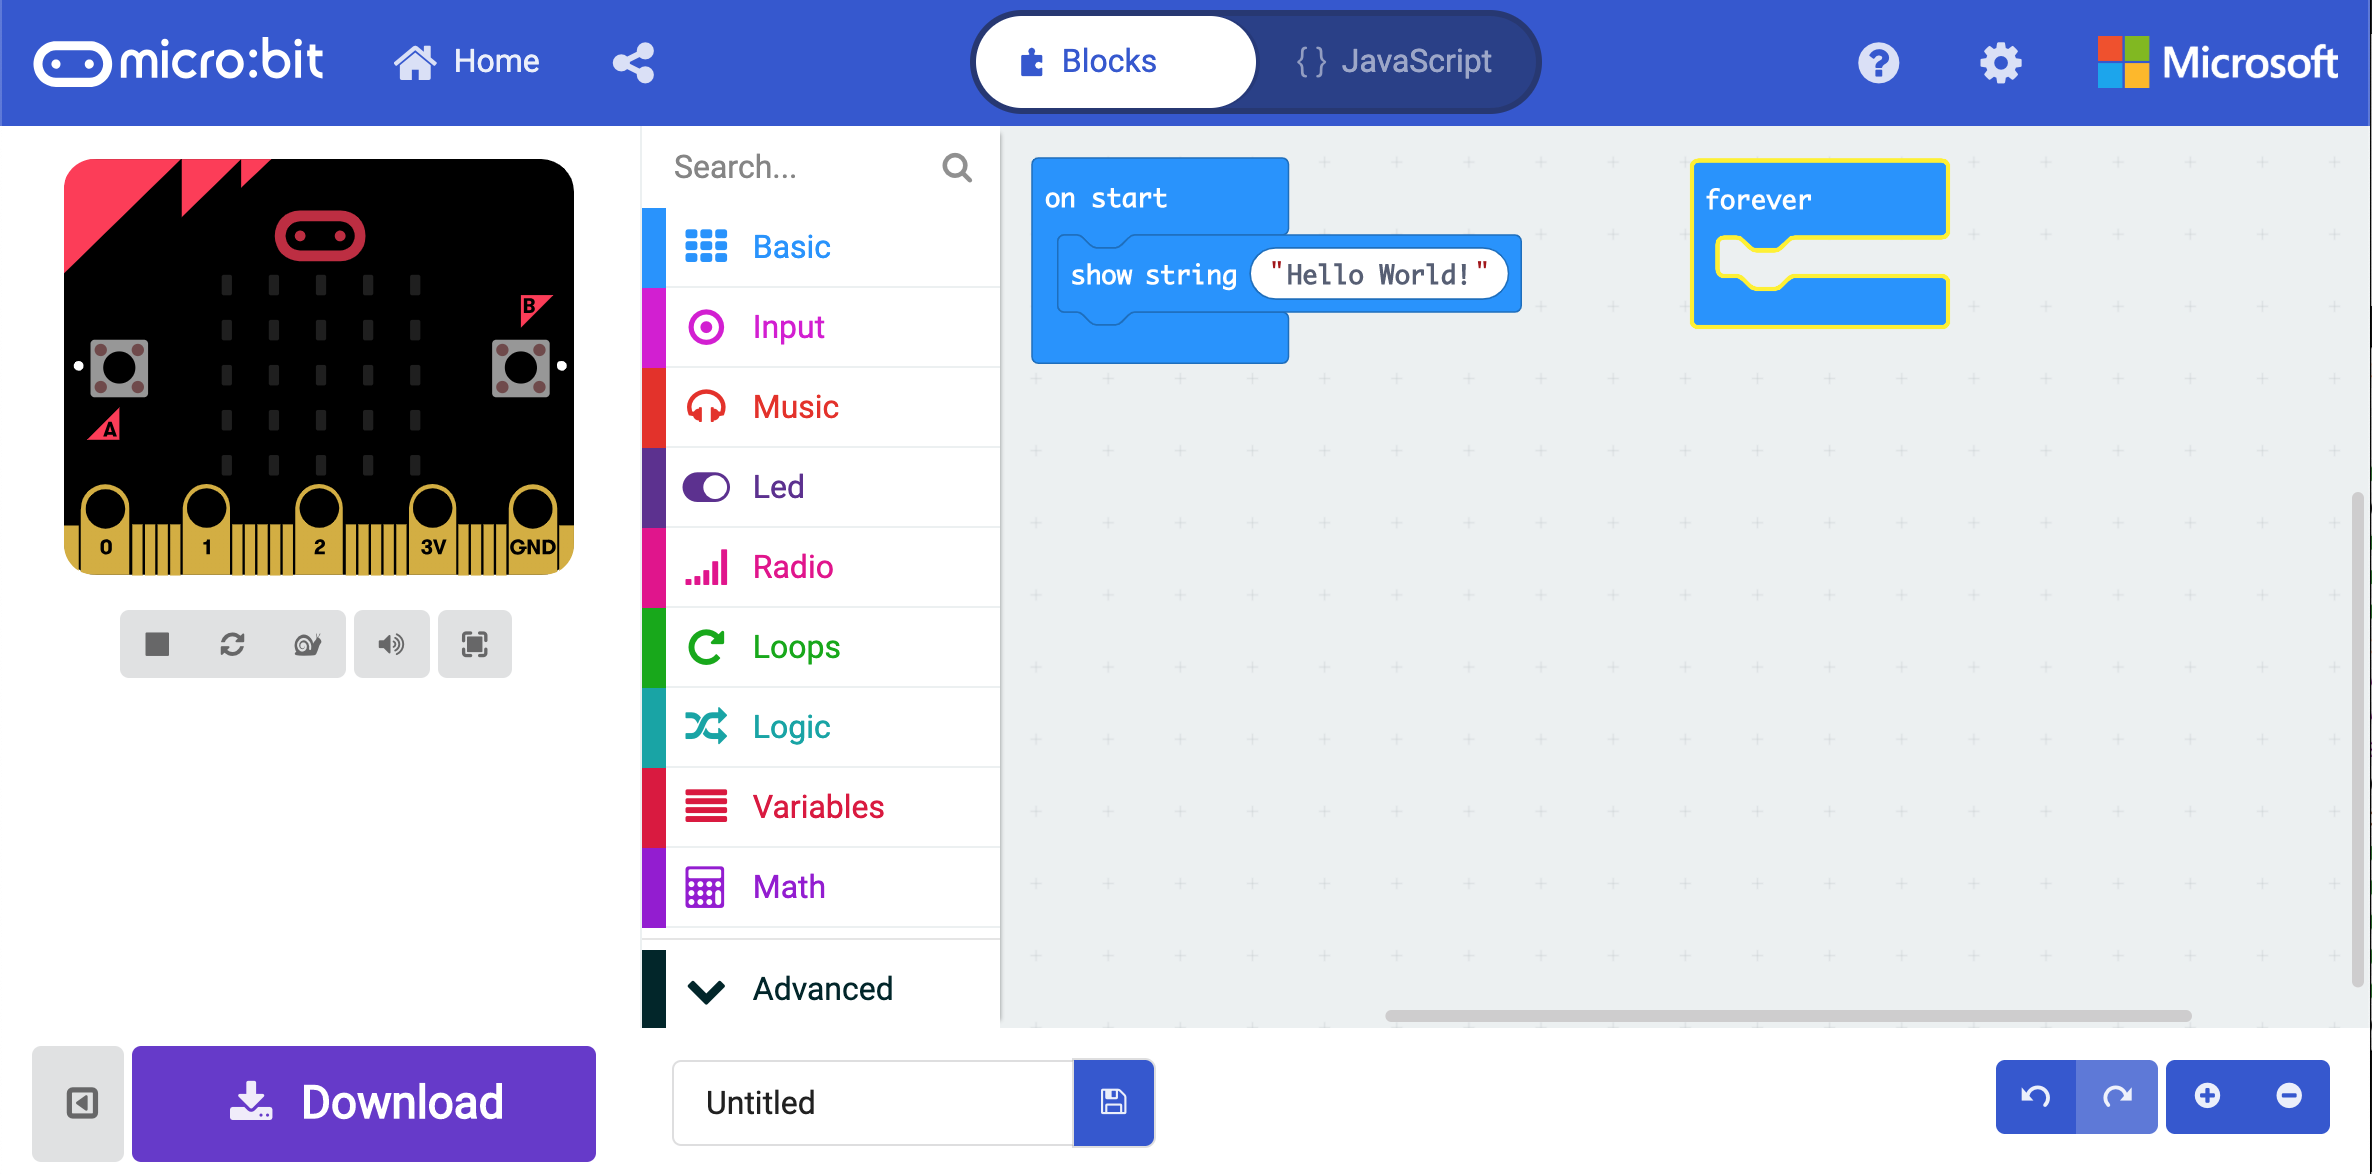 micro:bit Home Blocks { } JavaScript ? Microsoft
B
A
0 1 2 3V GND
Download
Search...
Basic
Input
Music
Led
Radio
Loops
Logic
Variables
Math
Advanced
on start
show string "Hello World!"
forever
Untitled